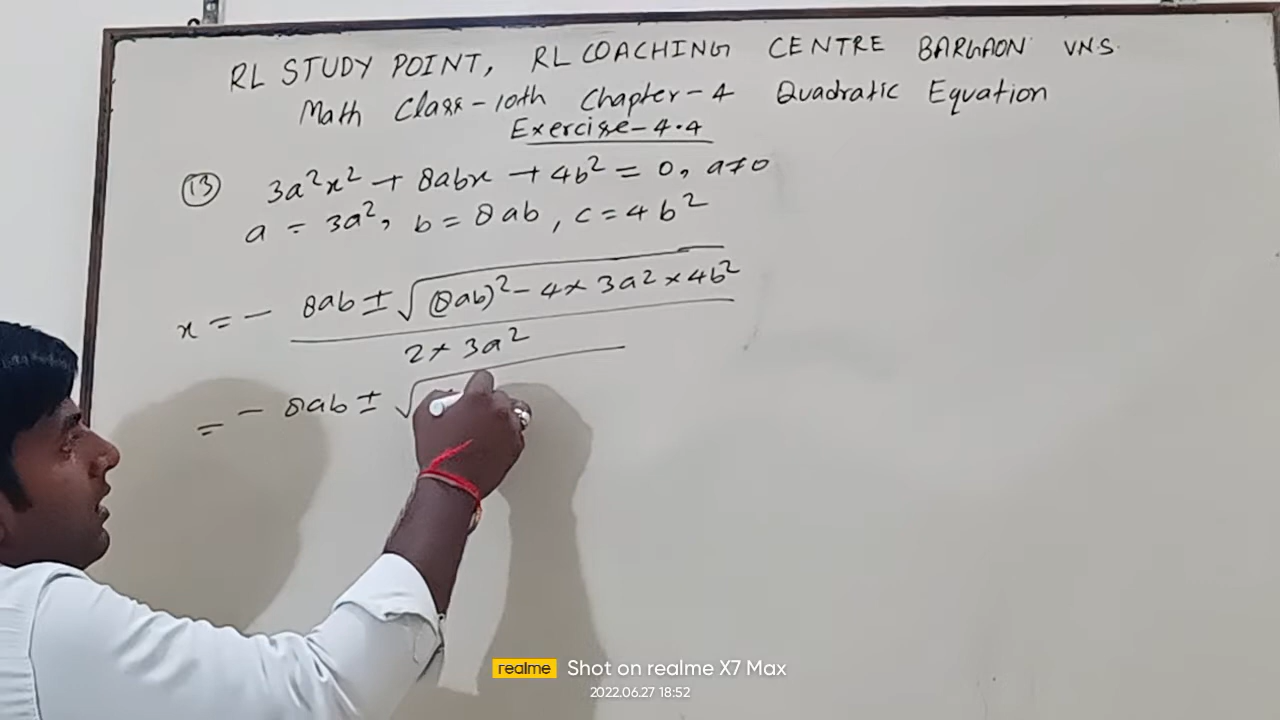 RL STUDY POINT, RL COACHING CENTRE BARGAON VNS.
Math Class-10th Chapter-4 Quadratic Equation
Exercise-4.4
(13) 3a²x² + 8abx + 4b² = 0, a≠0
a = 3a², b = 8ab, c = 4b²
x = - 8ab ± √(8ab)² - 4 × 3a² × 4b²
2 × 3a²
= - 8ab ± √
realme Shot on realme X7 Max
2022.06.27 18:52